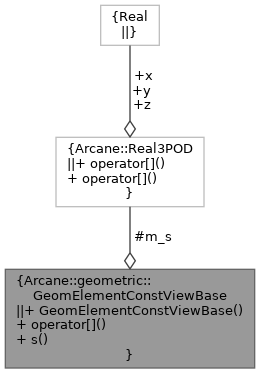 {Real
||}
+x
+y
+z
{Arcane::Real3POD
||+ operator[]()
+ operator[]()
}
#m_s
{Arcane::geometric::
GeomElementConstViewBase
||+ GeomElementConstViewBase()
+ operator[]()
+ s()
}